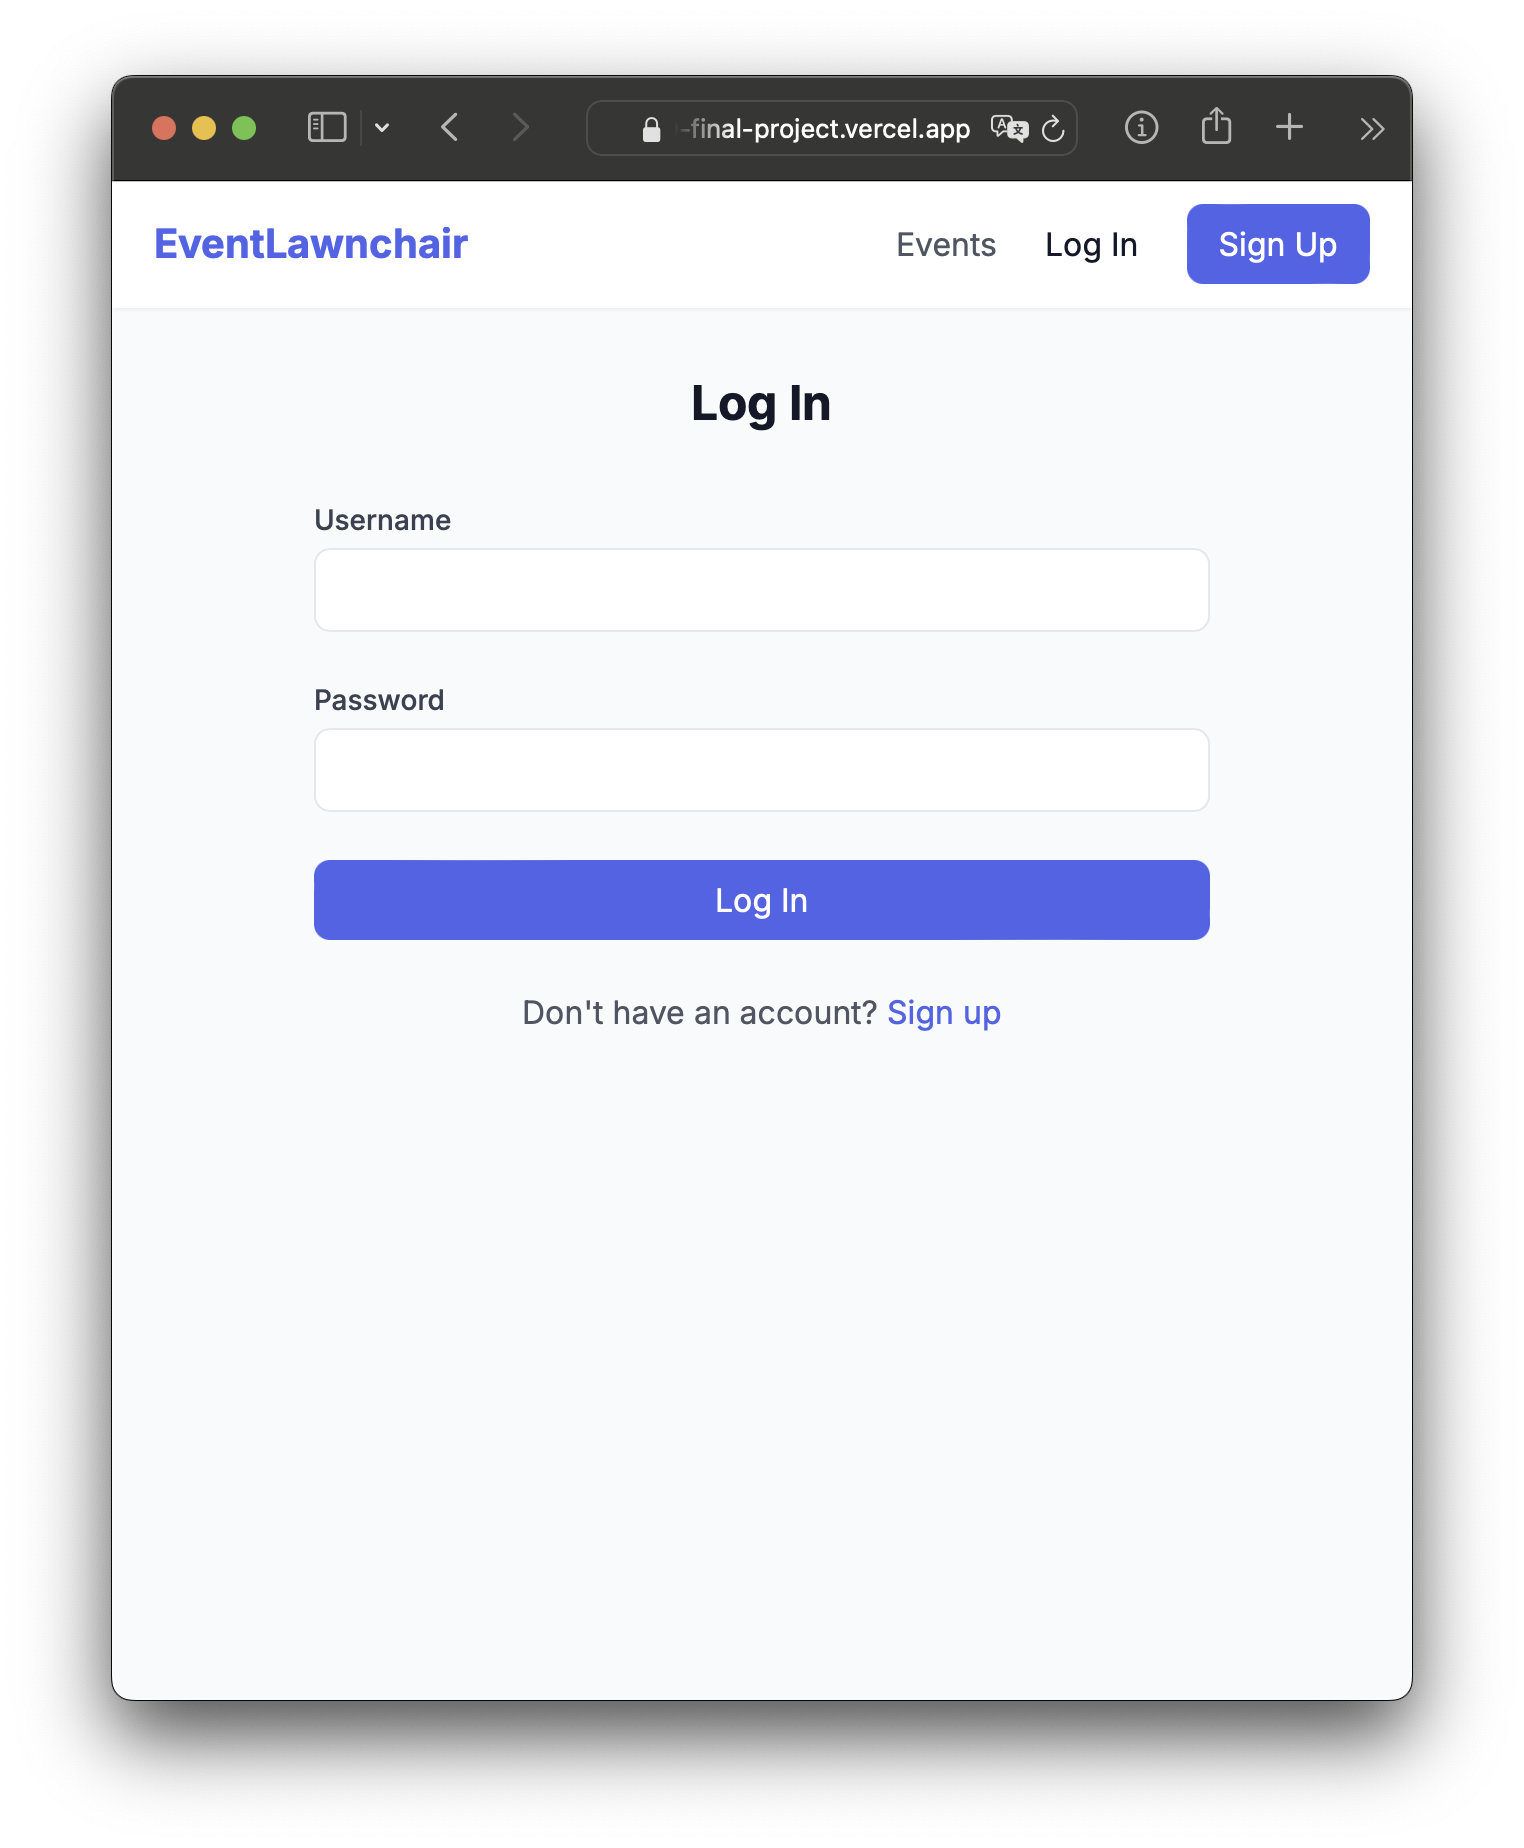 -final-project.vercel.app
EventLawnchair
Events
Log In
Sign Up
Log In
Username
Password
Log In
Don't have an account? Sign up